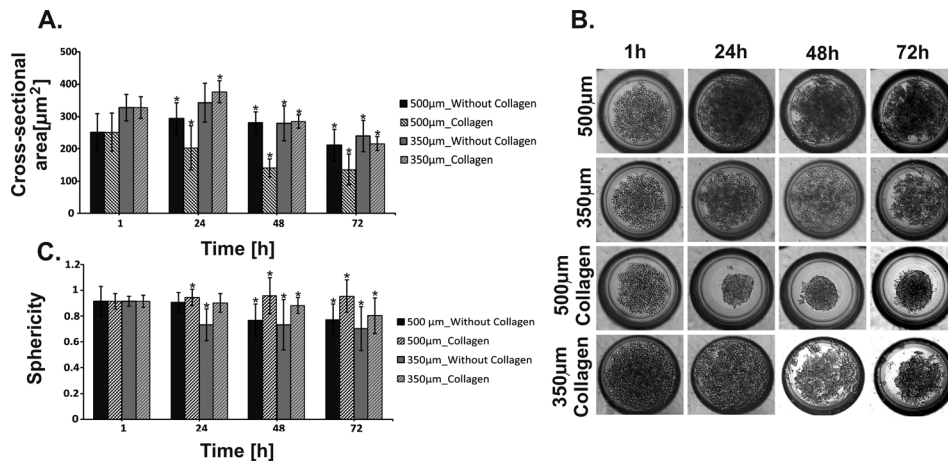 A.
Cross-sectional
area[µm²]
500
400
300
200
100
0
* * * * * * * * * * *
1 24 48 72
Time [h]
500µm_Without Collagen
500µm_Collagen
350µm_Without Collagen
350µm_Collagen
B.
1h 24h 48h 72h
500µm
350µm
500µm
Collagen
350µm
Collagen
C.
Sphericity
1.2
1
0.8
0.6
0.4
0.2
0
* * * * * * * * * *
1 24 48 72
Time [h]
500 µm_Without Collagen
500µm_Collagen
350µm_Without Collagen
350µm_Collagen